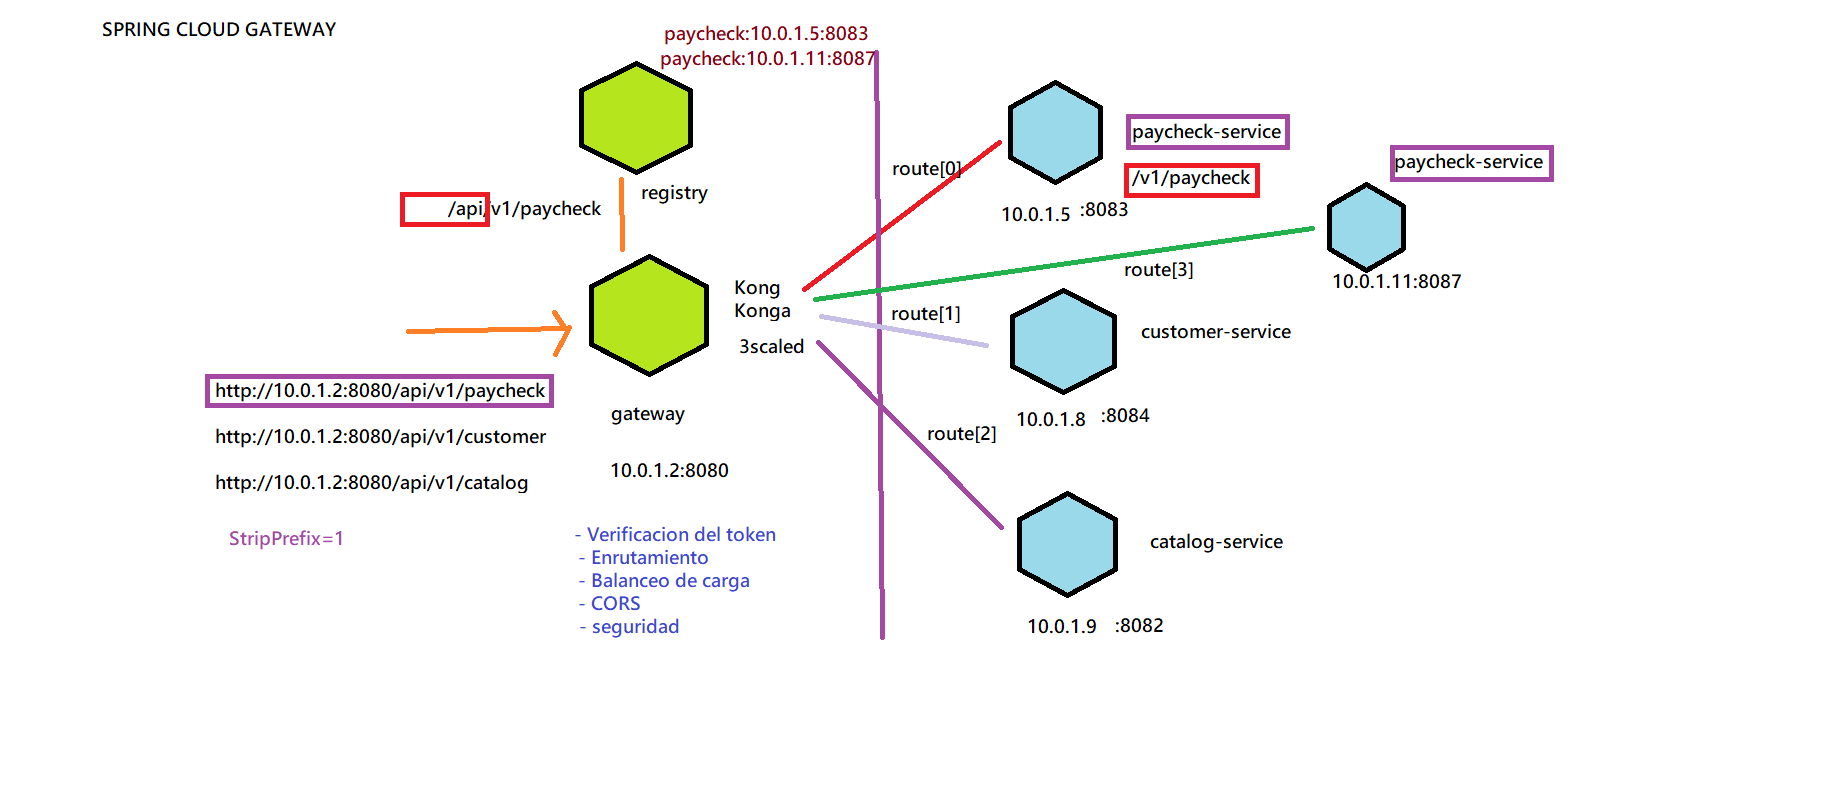 SPRING CLOUD GATEWAY
paycheck:10.0.1.5:8083
paycheck:10.0.1.11:8087
registry
/api/v1/paycheck
route[0]
paycheck-service
/v1/paycheck
10.0.1.5 :8083
paycheck-service
10.0.1.11:8087
route[3]
Kong
Konga
3scaled
route[1]
customer-service
10.0.1.8 :8084
http://10.0.1.2:8080/api/v1/paycheck
http://10.0.1.2:8080/api/v1/customer
http://10.0.1.2:8080/api/v1/catalog
StripPrefix=1
gateway
10.0.1.2:8080
route[2]
catalog-service
10.0.1.9 :8082
- Verificacion del token
- Enrutamiento
- Balanceo de carga
- CORS
- seguridad